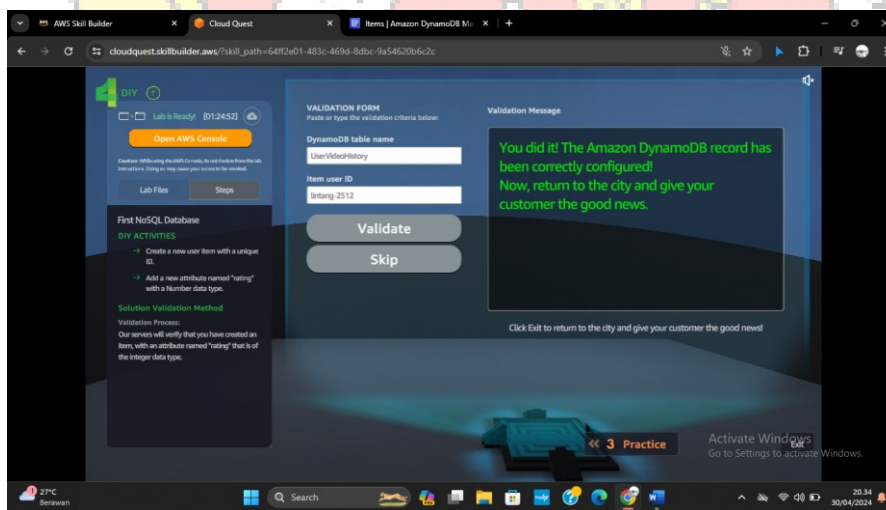 AWS Skill Builder
Cloud Quest
Items | Amazon DynamoDB Ma
cloudquest.skillbuilder.aws/?skill_path=64ff2e01-483c-469d-8dbc-9a54620b6c2c
4 DIY ?
Lab is Ready! [01:24:52]
Open AWS Console
Lab Files
Steps
First NoSQL Database
DIY ACTIVITIES
Create a new user item with a unique
ID.
Add a new attribute named "rating"
with a Number data type.
Solution Validation Method
Validation Process:
Our servers will verify that you have created an
item, with an attribute named "rating" that is of
the integer data type.
VALIDATION FORM
Paste or type the validation criteria below:
DynamoDB table name
UserVideoHistory
Item user ID
lintang-2512
Validate
Skip
Validation Message
You did it! The Amazon DynamoDB record has
been correctly configured!
Now, return to the city and give your
customer the good news.
Click Exit to return to the city and give your customer the good news!
3 Practice
Exit
Activate Windows
Go to Settings to activate Windows.
1
27°C
Berawan
Search
20.34
30/04/2024